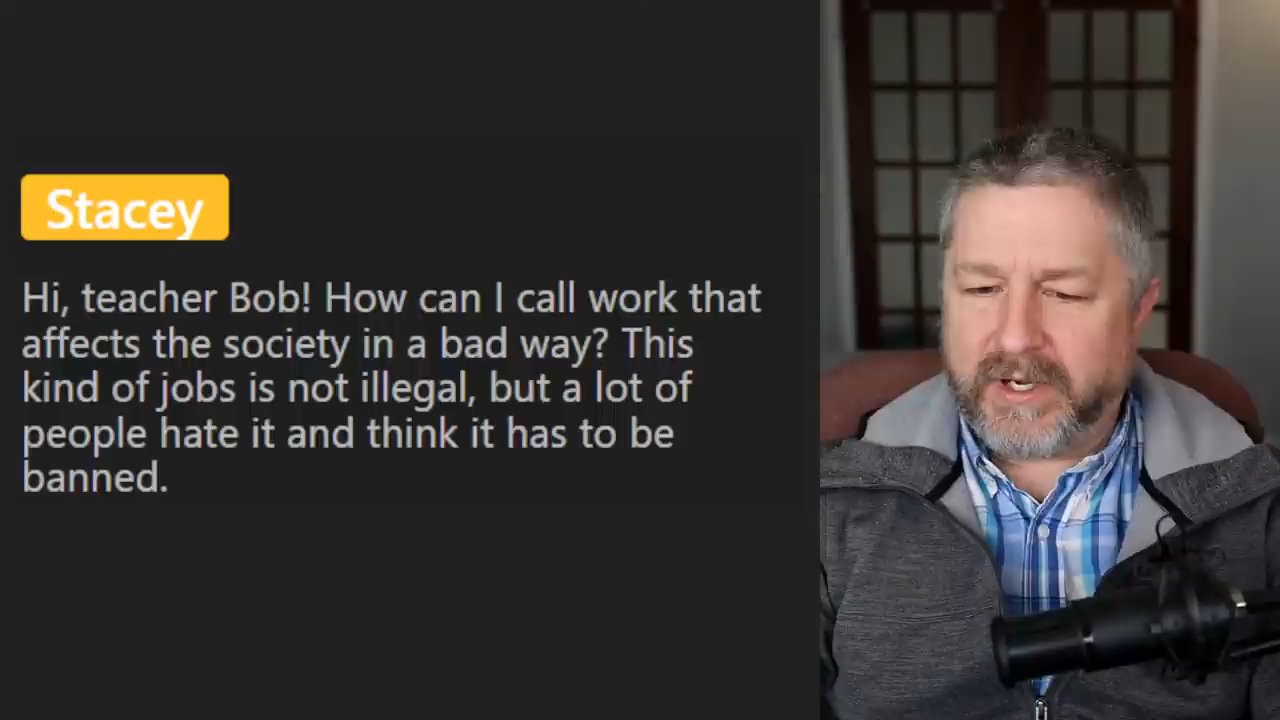 Stacey
Hi, teacher Bob! How can I call work that
affects the society in a bad way? This
kind of jobs is not illegal, but a lot of
people hate it and think it has to be
banned.